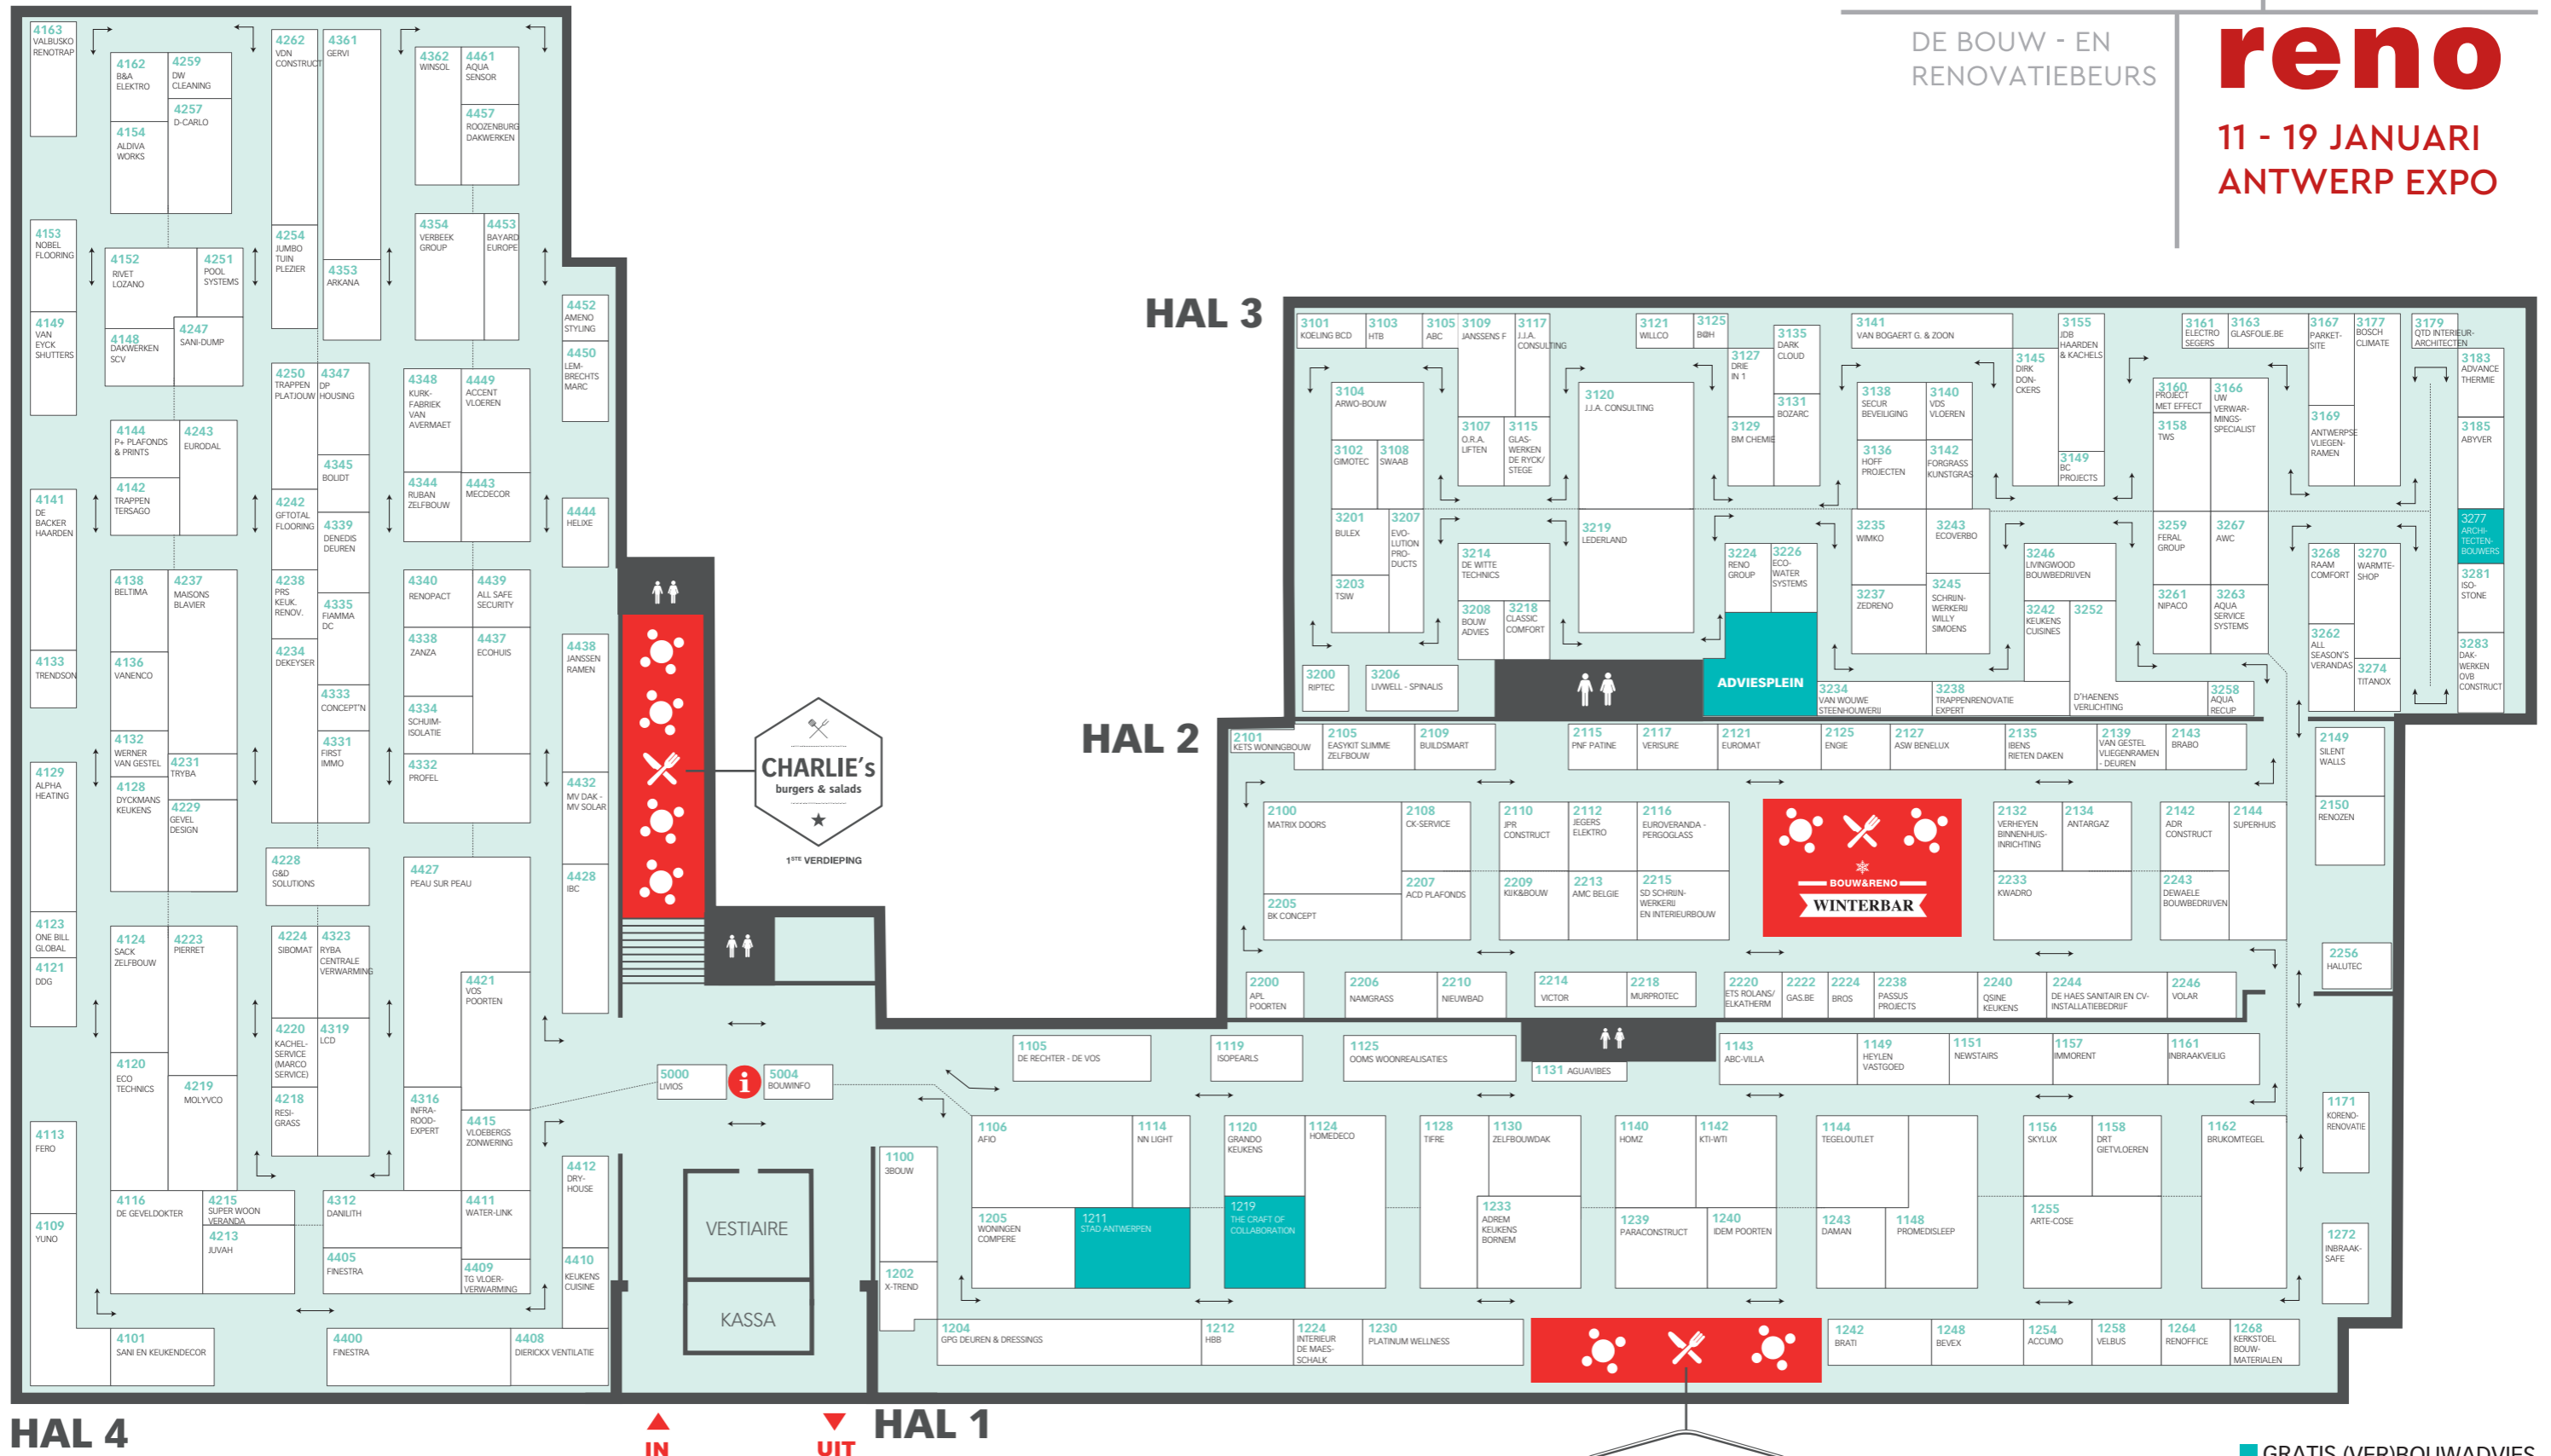 DE BOUW - EN
RENOVATIEBEURS
reno
11 - 19 JANUARI
ANTWERP EXPO
HAL 4
4163
VALBUSKO
RENOTRAP
4162
B&A
ELEKTRO
4259
DW
CLEANING
4257
D-CARLO
4154
ALDIVA
WORKS
4262
VDN
CONSTRUCT
4361
GERVI
4362
WINSOL
4461
AQUA
SENSOR
4457
ROOZENBURG
DAKWERKEN
4153
NOBEL
FLOORING
4152
RIVET
LOZANO
4251
POOL
SYSTEMS
4254
JUMBO
TUIN
PLEZIER
4353
ARKANA
4354
VERBEEK
GROUP
4453
BAYARD
EUROPE
4149
VAN
EYCK
SHUTTERS
4148
DAKWERKEN
SCV
4247
SANI-DUMP
4452
AMENO
STYLING
4450
LEM-
BRECHTS
MARC
4250
TRAPPEN
PLATJOUW
4347
DP
HOUSING
4348
KURK-
FABRIEK
VAN
AVERMAET
4449
ACCENT
VLOEREN
4144
P+ PLAFONDS
& PRINTS
4243
EURODAL
4345
BOLIDT
4142
TRAPPEN
TERSAGO
4344
RUBAN
ZELFBOUW
4443
MECDECOR
4141
DE
BACKER
HAARDEN
4242
GFTOTAL
FLOORING
4339
DENEDIS
DEUREN
4444
HELIXE
4138
BELTIMA
4237
MAISONS
BLAVIER
4238
PRS
KEUK.
RENOV.
4335
FIAMMA
DC
4340
RENOPACT
4439
ALL SAFE
SECURITY
4133
TRENDSON
4136
VANENCO
4234
DEKEYSER
4333
CONCEPT'N
4338
ZANZA
4437
ECOHUIS
4438
JANSSEN
RAMEN
4334
SCHUIM-
ISOLATIE
4132
WERNER
VAN GESTEL
4231
TRYBA
4331
FIRST
IMMO
4332
PROFEL
4129
ALPHA
HEATING
4128
DYCKMANS
KEUKENS
4229
GEVEL
DESIGN
4432
MV DAK -
MV SOLAR
4228
G&D
SOLUTIONS
4427
PEAU SUR PEAU
4428
IBC
4123
ONE BILL
GLOBAL
4121
DDG
4124
SACK
ZELFBOUW
4223
PIERRET
4224
SIBOMAT
4323
RYBA
CENTRALE
VERWARMING
4421
VOS
POORTEN
4220
KACHEL-
SERVICE
(MARCO
SERVICE)
4319
LCD
4120
ECO
TECHNICS
4219
MOLYVCO
4218
RESI-
GRASS
4316
INFRA-
ROOD-
EXPERT
4415
VLOEBERGS
ZONWERING
4113
FERO
4412
DRY-
HOUSE
4116
DE GEVELDOKTER
4215
SUPER WOON
VERANDA
4213
JUVAH
4312
DANILITH
4411
WATER-LINK
4109
YUNO
4405
FINESTRA
4409
TG VLOER-
VERWARMING
4410
KEUKENS
CUISINE
4101
SANI EN KEUKENDECOR
4400
FINESTRA
4408
DIERICKX VENTILATIE
CHARLIE's
burgers & salads
1STE VERDIEPING
5000
LIVIOS
i
5004
BOUWINFO
VESTIAIRE
KASSA
IN
UIT
HAL 3
3101
KOELING BCD
3103
HTB
3105
ABC
3109
JANSSENS F
3117
J.J.A.
CONSULTING
3121
WILLCO
3125
BØH
3127
DRIE
IN 1
3135
DARK
CLOUD
3141
VAN BOGAERT G. & ZOON
3145
DIRK
DON-
CKERS
3155
JDB
HAARDEN
& KACHELS
3161
ELECTRO
SEGERS
3163
GLASFOLIE.BE
3167
PARKET-
SITE
3177
BOSCH
CLIMATE
3179
QTD INTERIEUR-
ARCHITECTEN
3183
ADVANCE
THERMIE
3104
ARWO-BOUW
3120
J.J.A. CONSULTING
3131
BOZARC
3129
BM CHEMIE
3138
SECUR
BEVEILIGING
3140
VDS
VLOEREN
3160
PROJECT
MET EFFECT
3166
UW
VERWAR-
MINGS-
SPECIALIST
3158
TWS
3169
ANTWERPSE
VLIEGEN-
RAMEN
3185
ABYVER
3102
GIMOTEC
3108
SWAAB
3107
O.R.A.
LIFTEN
3115
GLAS-
WERKEN
DE RYCK/
STEGE
3136
HOFF
PROJECTEN
3142
FORGRASS
KUNSTGRAS
3149
BC
PROJECTS
3201
BULEX
3207
EVO-
LUTION
PRO-
DUCTS
3203
TSIW
3214
DE WITTE
TECHNICS
3219
LEDERLAND
3224
RENO
GROUP
3226
ECO-
WATER
SYSTEMS
3235
WIMKO
3243
ECOVERBO
3246
LIVINGWOOD
BOUWBEDRIJVEN
3259
FERAL
GROUP
3267
AWC
3268
RAAM
COMFORT
3270
WARMTE-
SHOP
3277
ARCHI-
TECTEN-
BOUWERS
3281
ISO-
STONE
3208
BOUW
ADVIES
3218
CLASSIC
COMFORT
3237
ZEDRENO
3245
SCHRIJN-
WERKERIJ
WILLY
SIMOENS
3242
KEUKENS
CUISINES
3252
D'HAENENS
VERLICHTING
3261
NIPACO
3263
AQUA
SERVICE
SYSTEMS
3262
ALL
SEASON'S
VERANDAS
3274
TITANOX
3283
DAK-
WERKEN
OVB
CONSTRUCT
3200
RIPTEC
3206
LIVWELL - SPINALIS
ADVIESPLEIN
3234
VAN WOUWE
STEENHOUWERIJ
3238
TRAPPENRENOVATIE
EXPERT
3258
AQUA
RECUP
HAL 2
2101
KETS WONINGBOUW
2105
EASYKIT SLIMME
ZELFBOUW
2109
BUILDSMART
2115
PNF PATINE
2117
VERISURE
2121
EUROMAT
2125
ENGIE
2127
ASW BENELUX
2135
IBENS
RIETEN DAKEN
2139
VAN GESTEL
VLIEGENRAMEN
- DEUREN
2143
BRABO
2149
SILENT
WALLS
2150
RENOZEN
2100
MATRIX DOORS
2108
CK-SERVICE
2110
JPR
CONSTRUCT
2112
JEGERS
ELEKTRO
2116
EUROVERANDA -
PERGOGLASS
BOUW&RENO
WINTERBAR
2132
VERHEYEN
BINNENHUIS-
INRICHTING
2134
ANTARGAZ
2142
ADR
CONSTRUCT
2144
SUPERHUIS
2205
BK CONCEPT
2207
ACD PLAFONDS
2209
KIJK&BOUW
2213
AMC BELGIE
2215
SD SCHRIJN-
WERKERIJ
EN INTERIEURBOUW
2233
KWADRO
2243
DEWAELE
BOUWBEDRIJVEN
2256
HALUTEC
2200
APL
POORTEN
2206
NAMGRASS
2210
NIEUWBAD
2214
VICTOR
2218
MURPROTEC
2220
ETS ROLANS/
ELKATHERM
2222
GAS.BE
2224
BROS
2238
PASSUS
PROJECTS
2240
QSINE
KEUKENS
2244
DE HAES SANITAIR EN CV-
INSTALLATIEBEDRIJF
2246
VOLAR
HAL 1
1105
DE RECHTER - DE VOS
1119
ISOPEARLS
1125
OOMS WOONREALISATIES
1131 AGUAVIBES
1143
ABC-VILLA
1149
HEYLEN
VASTGOED
1151
NEWSTAIRS
1157
IMMORENT
1161
INBRAAKVEILIG
1171
KORENO-
RENOVATIE
1100
3BOUW
1106
AFIO
1114
NN LIGHT
1120
GRANDO
KEUKENS
1124
HOMEDECO
1128
TIFRE
1130
ZELFBOUWDAK
1140
HOMZ
1142
KTI-WTI
1144
TEGELOUTLET
1156
SKYLUX
1158
DRT
GIETVLOEREN
1162
BRUKOMTEGEL
1205
WONINGEN
COMPERE
1211
STAD ANTWERPEN
1219
THE CRAFT OF
COLLABORATION
1233
ADREM
KEUKENS
BORNEM
1239
PARACONSTRUCT
1240
IDEM POORTEN
1243
DAMAN
1148
PROMEDISLEEP
1255
ARTE-COSE
1272
INBRAAK-
SAFE
1202
X-TREND
1204
GPG DEUREN & DRESSINGS
1212
HBB
1224
INTERIEUR
DE MAES-
SCHALK
1230
PLATINUM WELLNESS
1242
BRATI
1248
BEVEX
1254
ACCUMO
1258
VELBUS
1264
RENOFFICE
1268
KERKSTOEL
BOUW-
MATERIALEN
GRATIS (VER)BOUWADVIES